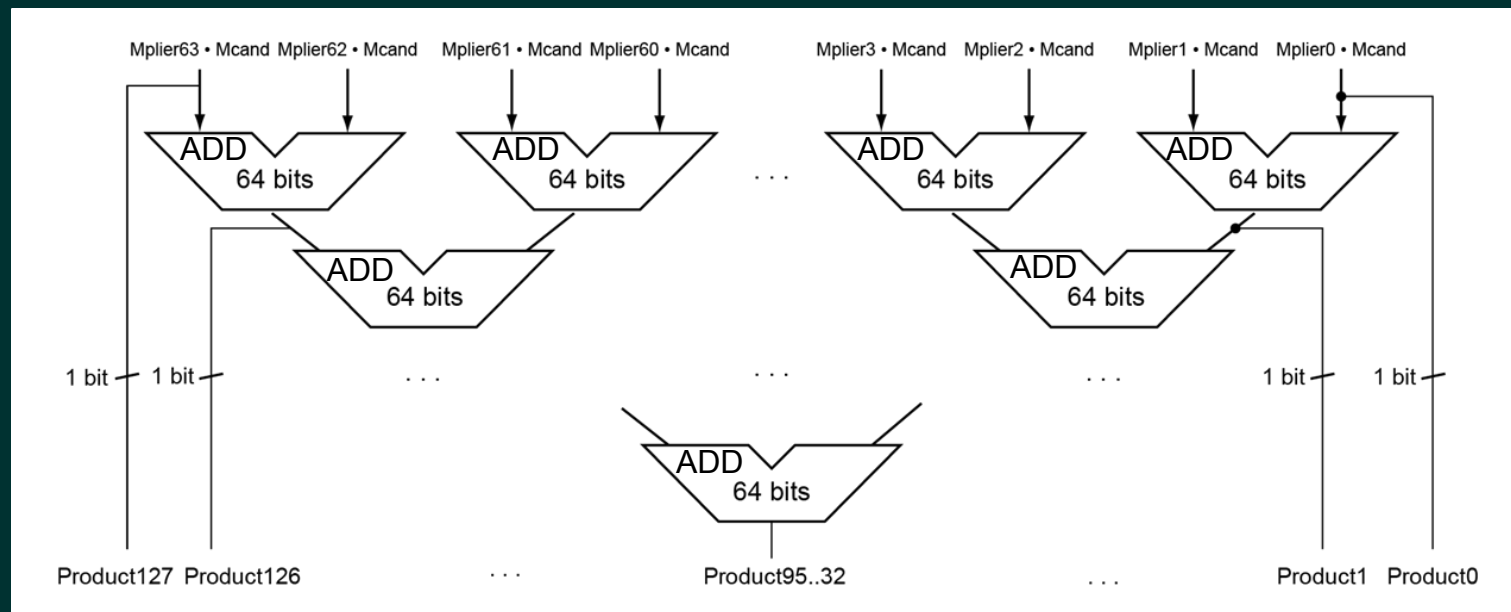 Mplier63 • Mcand Mplier62 • Mcand Mplier61 • Mcand Mplier60 • Mcand Mplier3 • Mcand Mplier2 • Mcand Mplier1 • Mcand Mplier0 • Mcand
ADD ADD ADD ADD
64 bits 64 bits . . . 64 bits 64 bits
ADD ADD
64 bits 64 bits
1 bit 1 bit . . . . . . . . . 1 bit 1 bit
ADD
64 bits
Product127 Product126 . . . Product95..32 . . . Product1 Product0